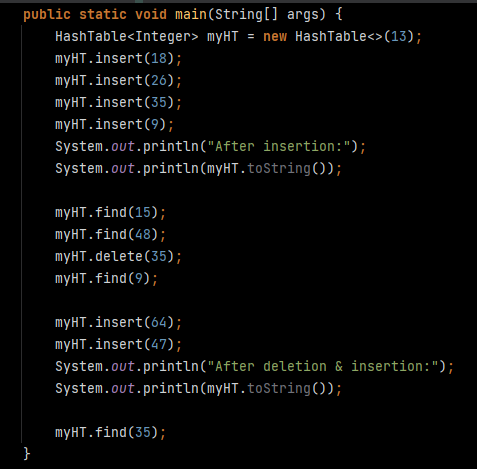 public static void main(String[] args) {
HashTable<Integer> myHT = new HashTable<>(13);
myHT.insert(18);
myHT.insert(26);
myHT.insert(35);
myHT.insert(9);
System.out.println("After insertion:");
System.out.println(myHT.toString());
myHT.find(15);
myHT.find(48);
myHT.delete(35);
myHT.find(9);
myHT.insert(64);
myHT.insert(47);
System.out.println("After deletion & insertion:");
System.out.println(myHT.toString());
myHT.find(35);
}